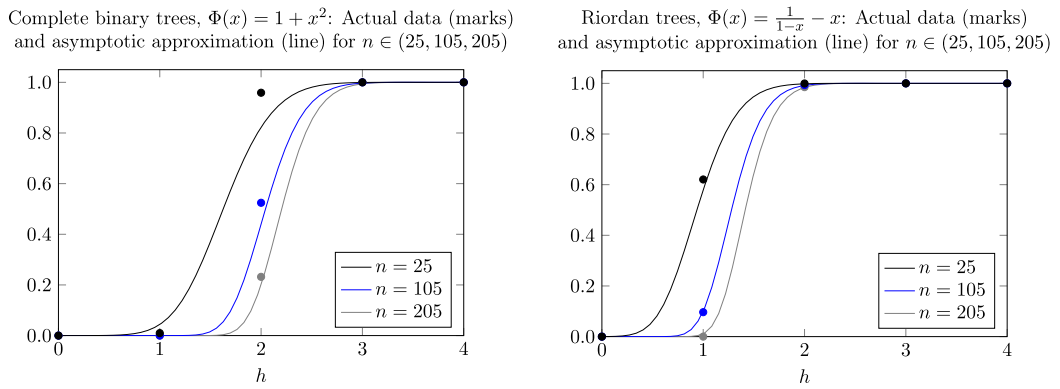 Complete binary trees, Φ(x) = 1 + x²: Actual data (marks)
and asymptotic approximation (line) for n ∈ (25, 105, 205)
1.0
0.8
0.6
0.4
0.2
0.0
0 1 2 3 4
h
n = 25
n = 105
n = 205
Riordan trees, Φ(x) = 1/(1−x) − x: Actual data (marks)
and asymptotic approximation (line) for n ∈ (25, 105, 205)
1.0
0.8
0.6
0.4
0.2
0.0
0 1 2 3 4
h
n = 25
n = 105
n = 205